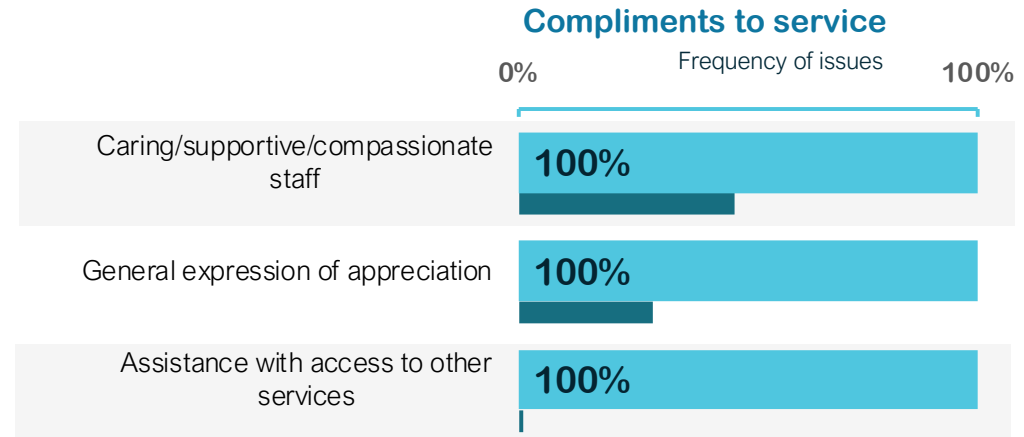 Compliments to service
Frequency of issues
0%
100%
Caring/supportive/compassionate
staff
100%
General expression of appreciation
100%
Assistance with access to other
services
100%